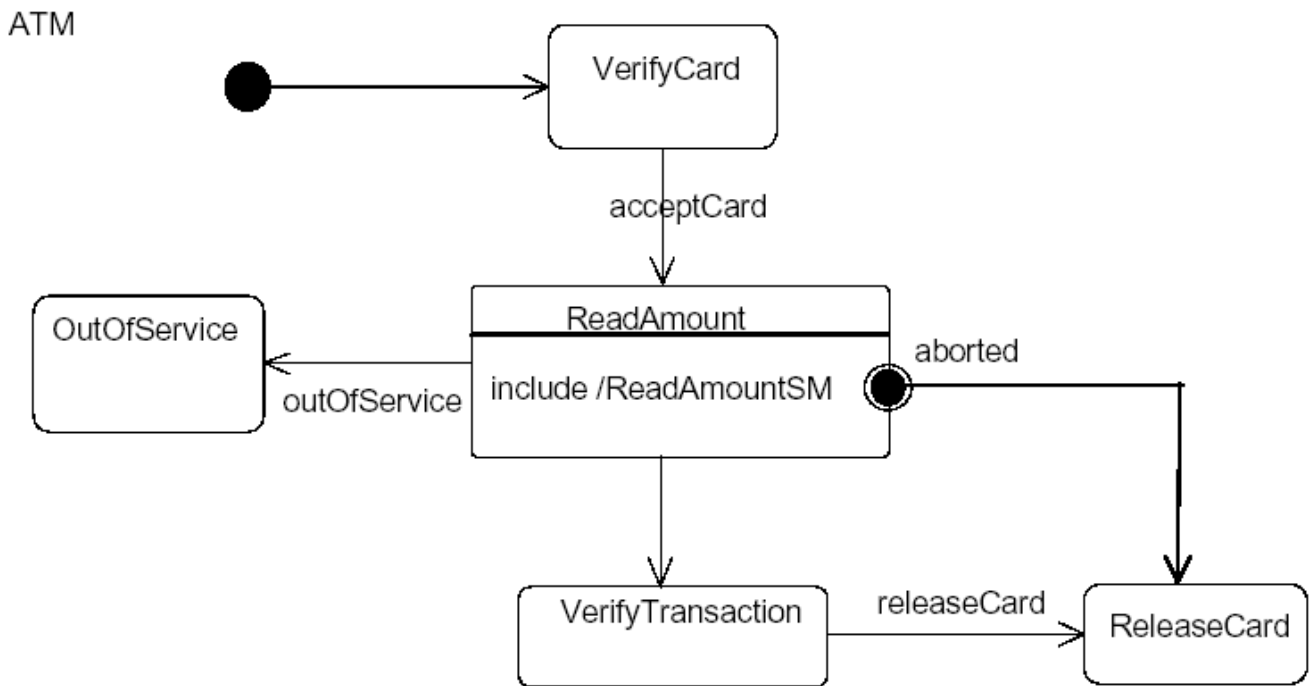 ATM
VerifyCard
acceptCard
ReadAmount
OutOfService
aborted
include /ReadAmountSM
outOfService
VerifyTransaction
releaseCard
ReleaseCard